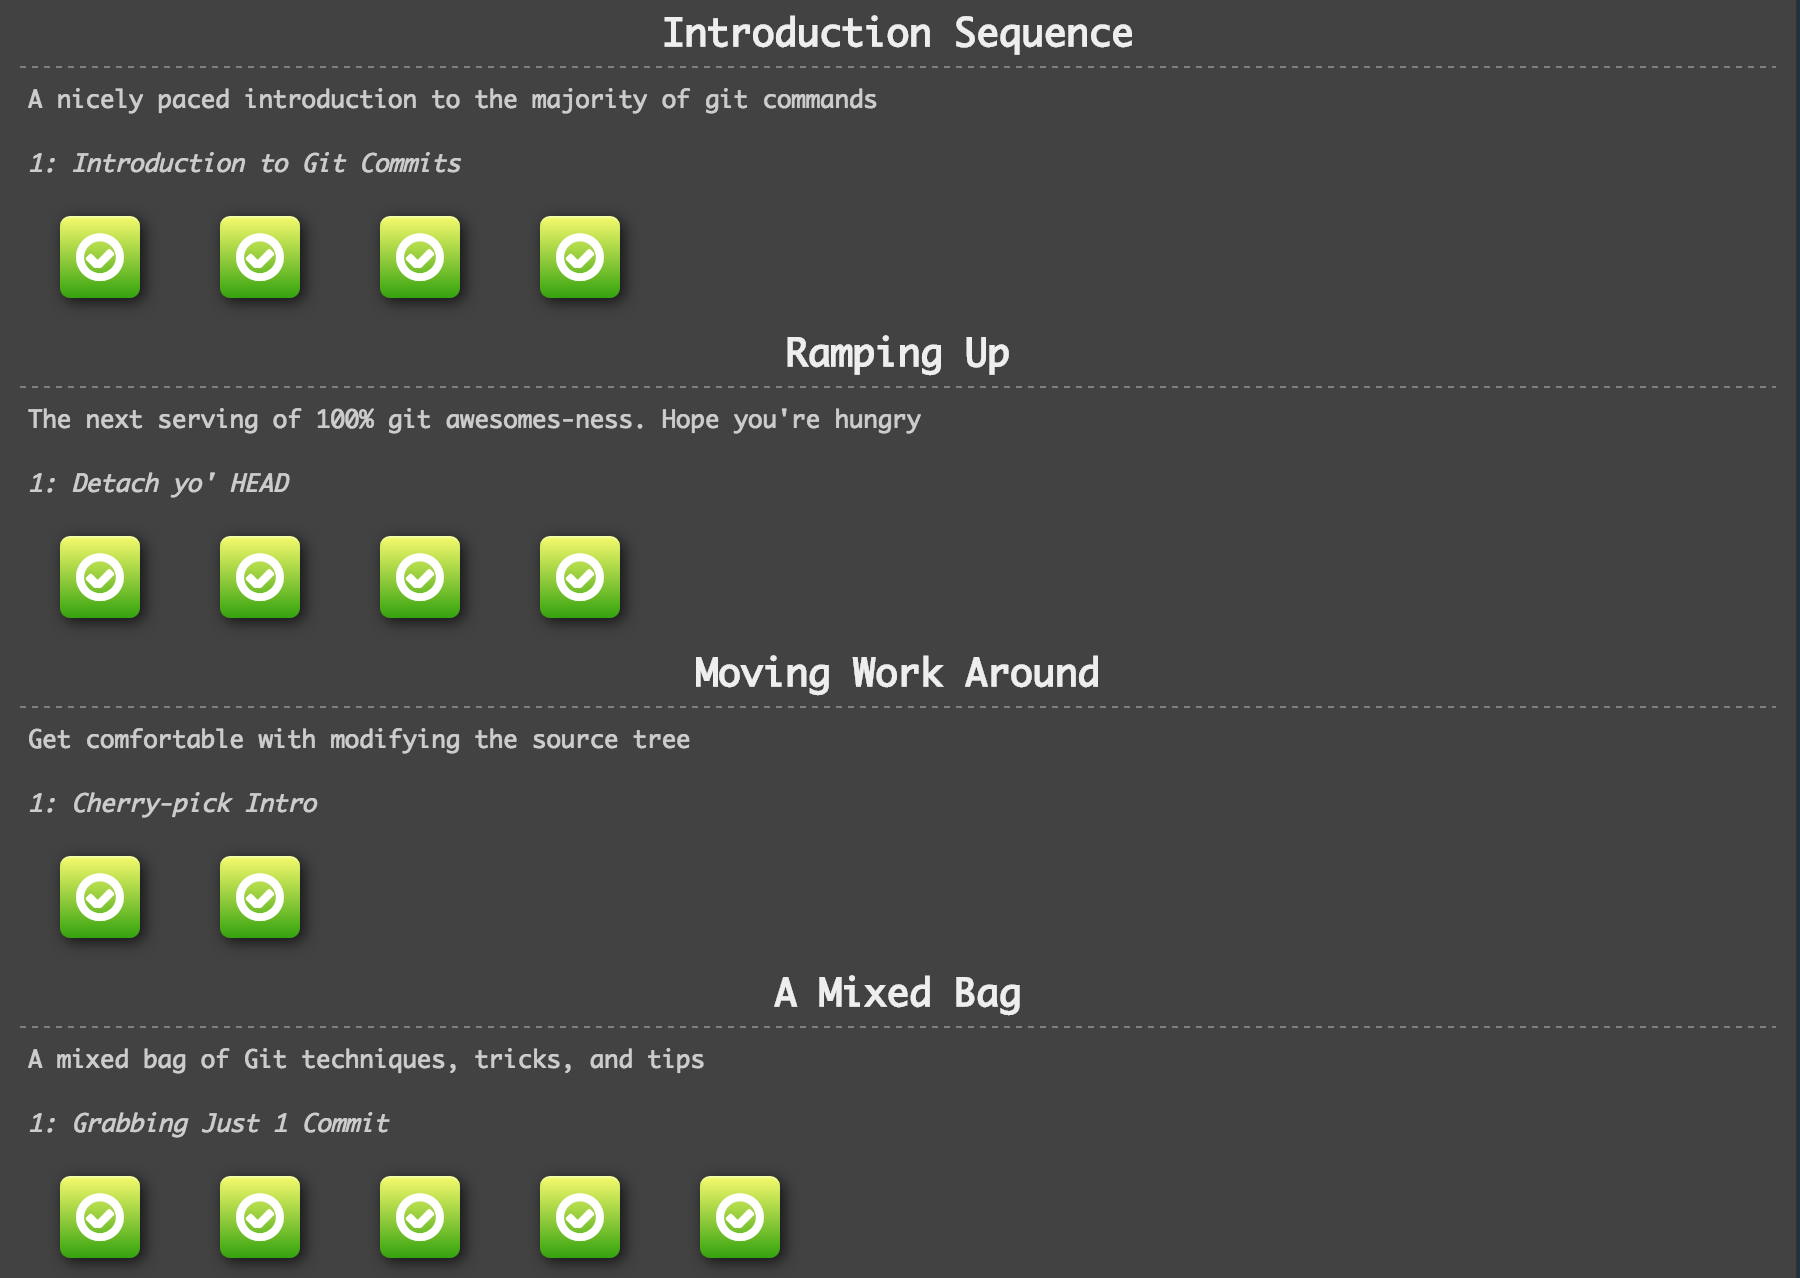 Introduction Sequence
A nicely paced introduction to the majority of git commands
1: Introduction to Git Commits
Ramping Up
The next serving of 100% git awesomes-ness. Hope you're hungry
1: Detach yo' HEAD
Moving Work Around
Get comfortable with modifying the source tree
1: Cherry-pick Intro
A Mixed Bag
A mixed bag of Git techniques, tricks, and tips
1: Grabbing Just 1 Commit